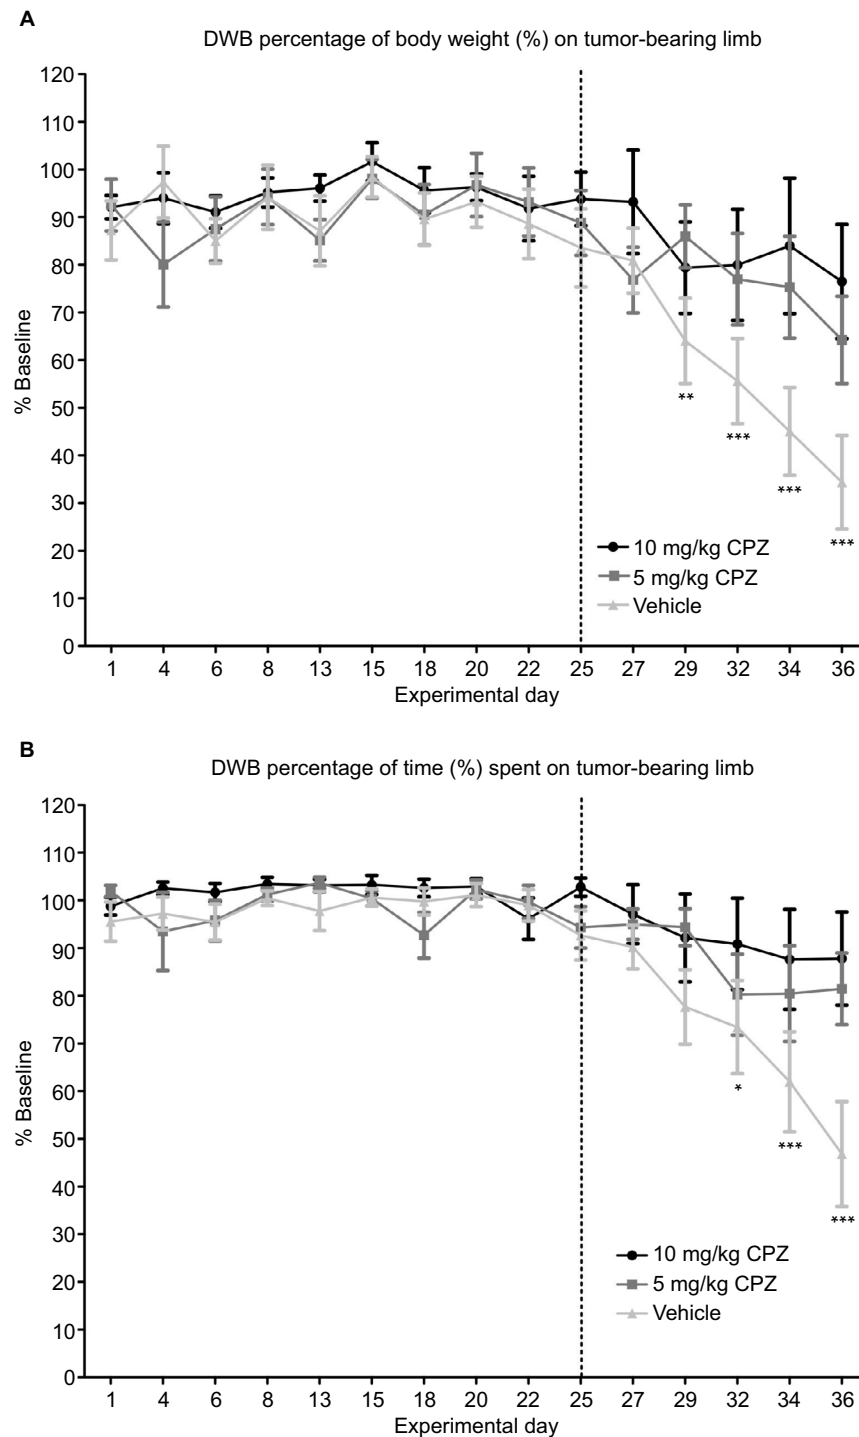 A
DWB percentage of body weight (%) on tumor-bearing limb
120
110
100
90
80
70
60
50
40
30
20
10
0
% Baseline
**
***
***
***
10 mg/kg CPZ
5 mg/kg CPZ
Vehicle
1 4 6 8 13 15 18 20 22 25 27 29 32 34 36
Experimental day
B
DWB percentage of time (%) spent on tumor-bearing limb
120
110
100
90
80
70
60
50
40
30
20
10
0
% Baseline
*
***
***
10 mg/kg CPZ
5 mg/kg CPZ
Vehicle
1 4 6 8 13 15 18 20 22 25 27 29 32 34 36
Experimental day